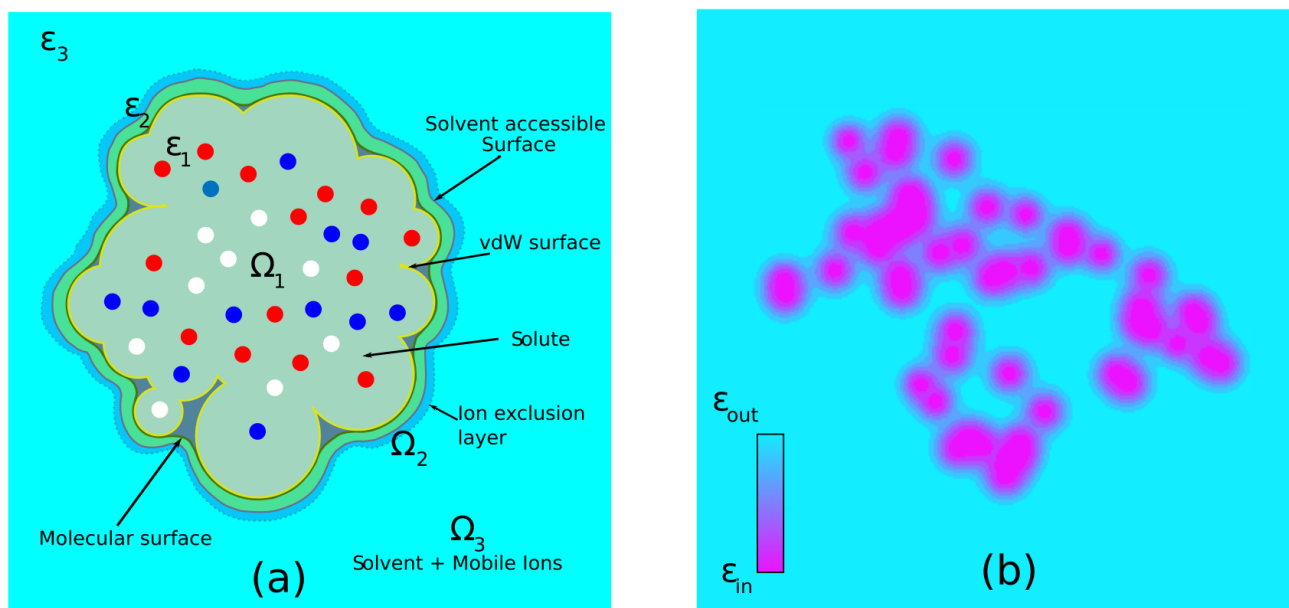 ε3
ε2
ε1
Solvent accessible
Surface
vdW surface
Ω1
Solute
Ion exclusion
layer
Ω2
Molecular surface
Ω3
Solvent + Mobile Ions
(a)
εout
εin
(b)